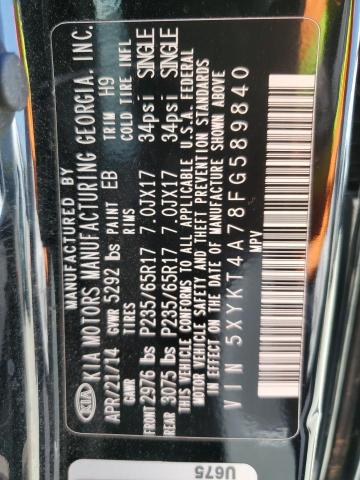 KIA KIA MOTORS MANUFACTURING GEORGIA, INC.
APR/21/14 GVWR 5292 lbs PAINT EB TRIM H9
GAWR TIRES RIMS COLD TIRE INFL
FRONT 2976 lbs P235/65R17 7.0JX17 34psi SINGLE
REAR 3075 lbs P235/65R17 7.0JX17 34psi SINGLE
THIS VEHICLE CONFORMS TO ALL APPLICABLE U.S.A. FEDERAL
MOTOR VEHICLE SAFETY AND THEFT PREVENTION STANDARDS
IN EFFECT ON THE DATE OF MANUFACTURE SHOWN ABOVE
VIN 5XYKT4A78FG589840
MPV
U675